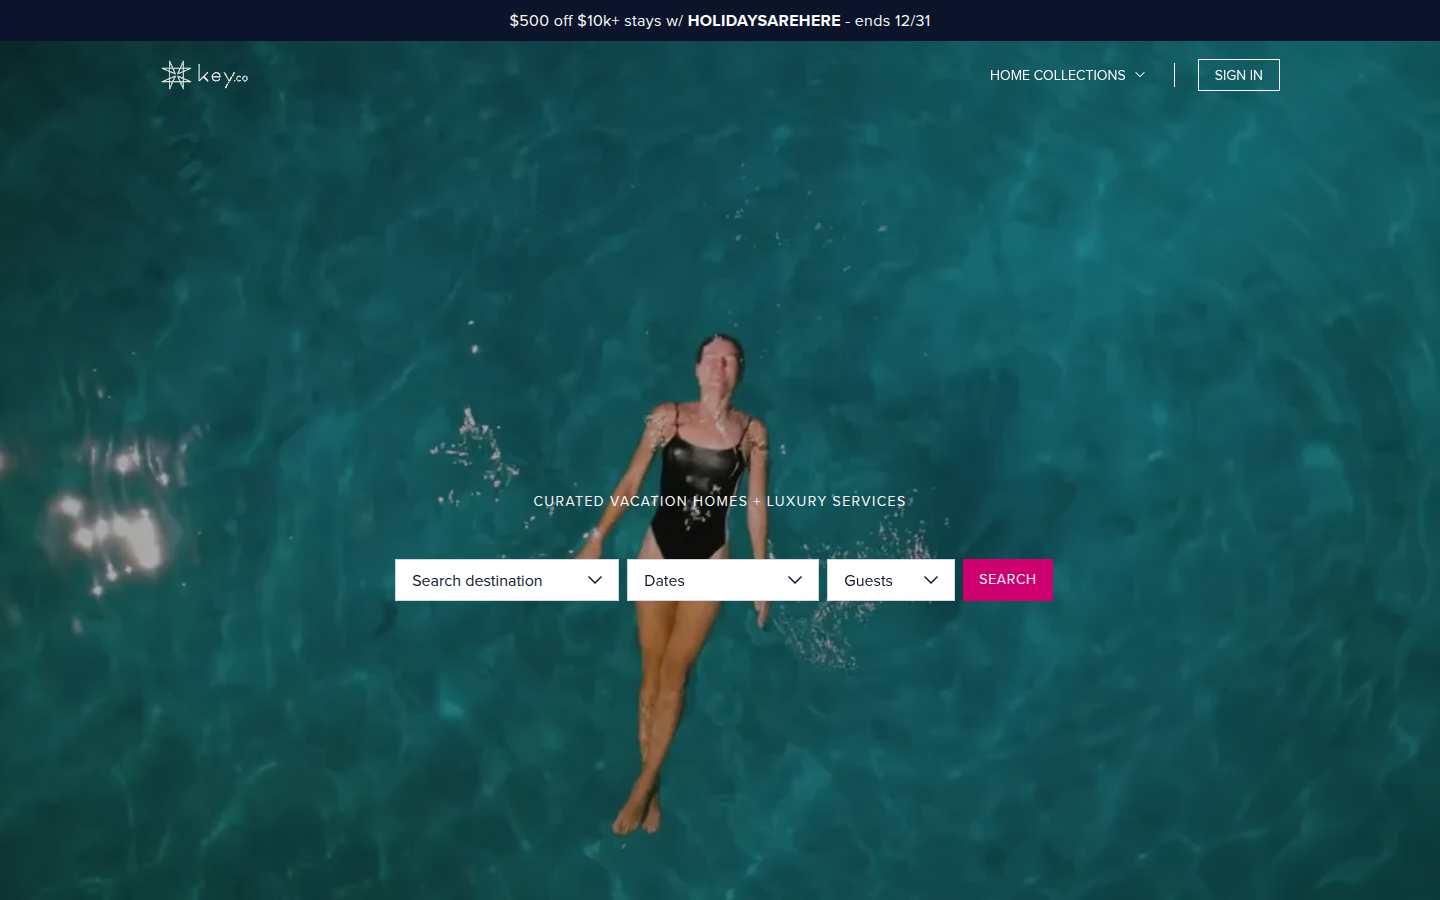 $500 off $10k+ stays w/ HOLIDAYSAREHERE - ends 12/31
key.co
HOME COLLECTIONS
SIGN IN
CURATED VACATION HOMES + LUXURY SERVICES
Search destination
Dates
Guests
SEARCH